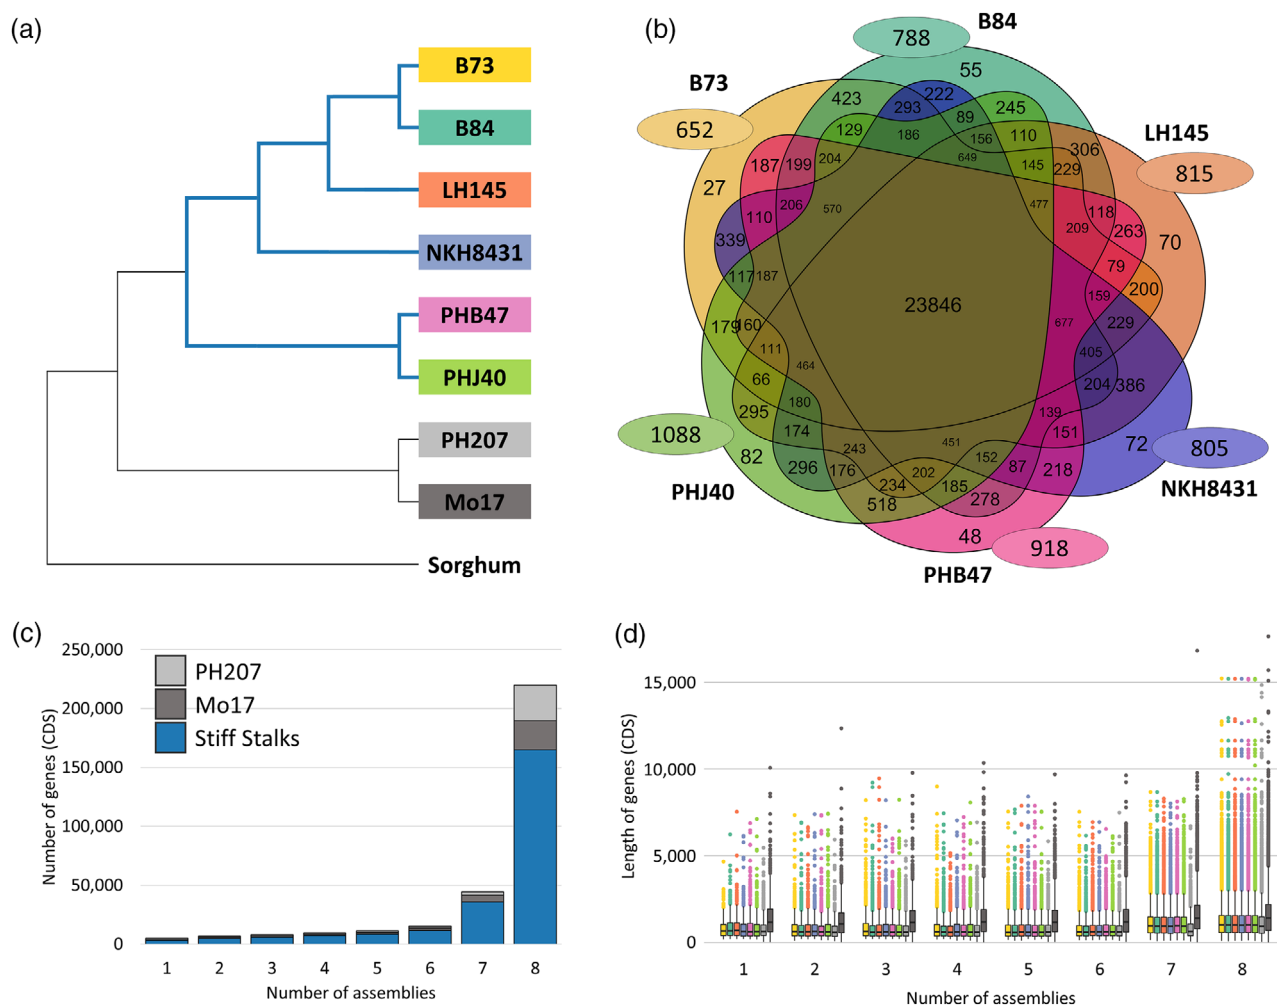 (a)
B73
B84
LH145
NKH8431
PHB47
PHJ40
PH207
Mo17
Sorghum
(b)
B84
788
B73
652
LH145
815
55
423
293
222
89
245
129
186
156
110
306
649
145
229
187
199
204
27
110
206
570
477
118
209
263
70
339
79
117
187
159
200
23846
179
160
677
229
111
405
464
66
204
386
180
295
139
1088
174
151
72
805
82
243
451
296
176
152
87
218
202
234
185
278
518
NKH8431
PHJ40
48
918
PHB47
(c)
250,000
200,000
150,000
100,000
50,000
0
Number of genes (CDS)
PH207
Mo17
Stiff Stalks
1 2 3 4 5 6 7 8
Number of assemblies
(d)
15,000
10,000
5,000
0
Length of genes (CDS)
1 2 3 4 5 6 7 8
Number of assemblies